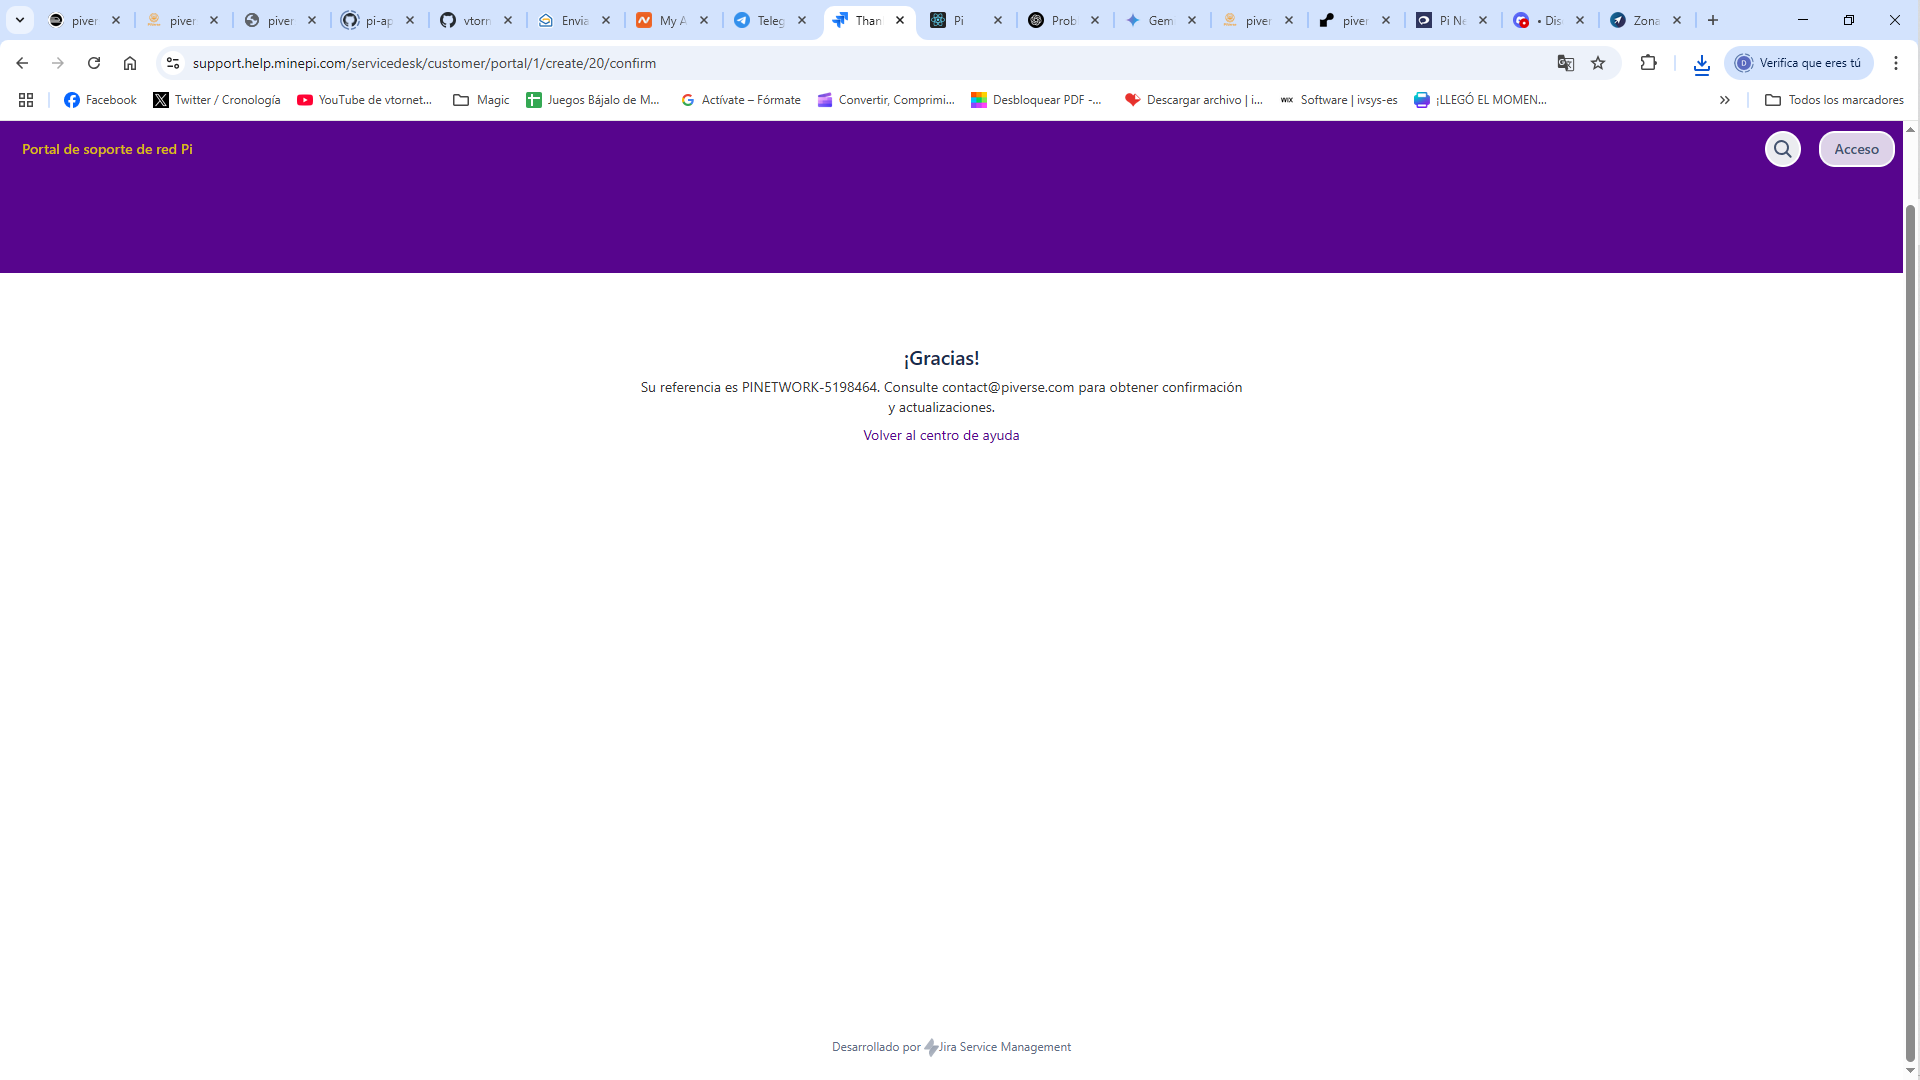 piver
piver
piver
pi-ap
vtorn
Envia
My A
Teleg
Than
Pi
Prob
Gem
piver
piver
Pi Ne
• Dis
Zona
support.help.minepi.com/servicedesk/customer/portal/1/create/20/confirm
Verifica que eres tú
Facebook
Twitter / Cronología
YouTube de vtornet...
Magic
Juegos Bájalo de M...
Actívate – Fórmate
Convertir, Comprimi...
Desbloquear PDF -...
Descargar archivo | i...
WIX
Software | ivsys-es
¡LLEGÓ EL MOMEN...
Todos los marcadores
Portal de soporte de red Pi
Acceso
¡Gracias!
Su referencia es PINETWORK-5198464. Consulte contact@piverse.com para obtener confirmación
y actualizaciones.
Volver al centro de ayuda
Desarrollado por Jira Service Management